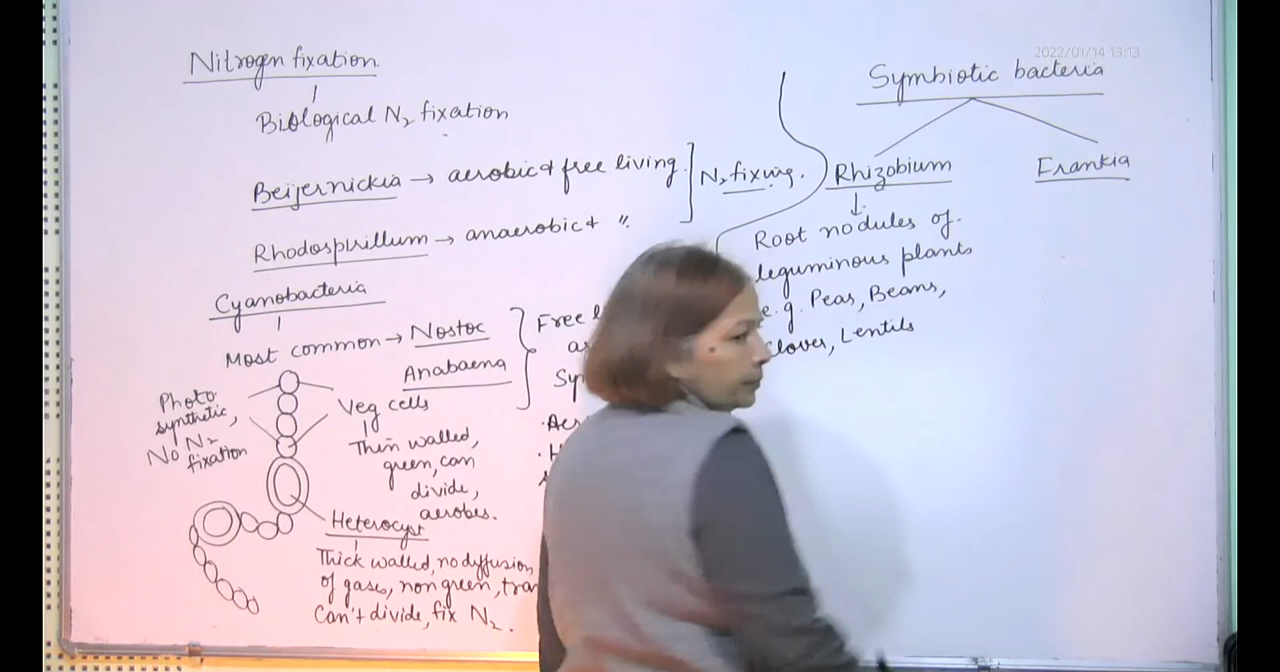 2022/01/14 13:13
Nitrogen fixation
Biological N₂ fixation
Beijernickia → aerobic & free living
Rhodospirillum → anaerobic & "
N₂ fixing.
Cyanobacteria
Most common → Nostoc
Anabaena
Free
Photo
synthetic,
No N₂
fixation
Veg cells
Thin walled,
green, can
divide,
aerobes.
Heterocyst
Thick walled, no diffusion
of gases, non green,
Can't divide, fix N₂.
Symbiotic bacteria
Rhizobium
Frankia
Root nodules of
leguminous plants
e.g. Peas, Beans,
Clover, Lentils